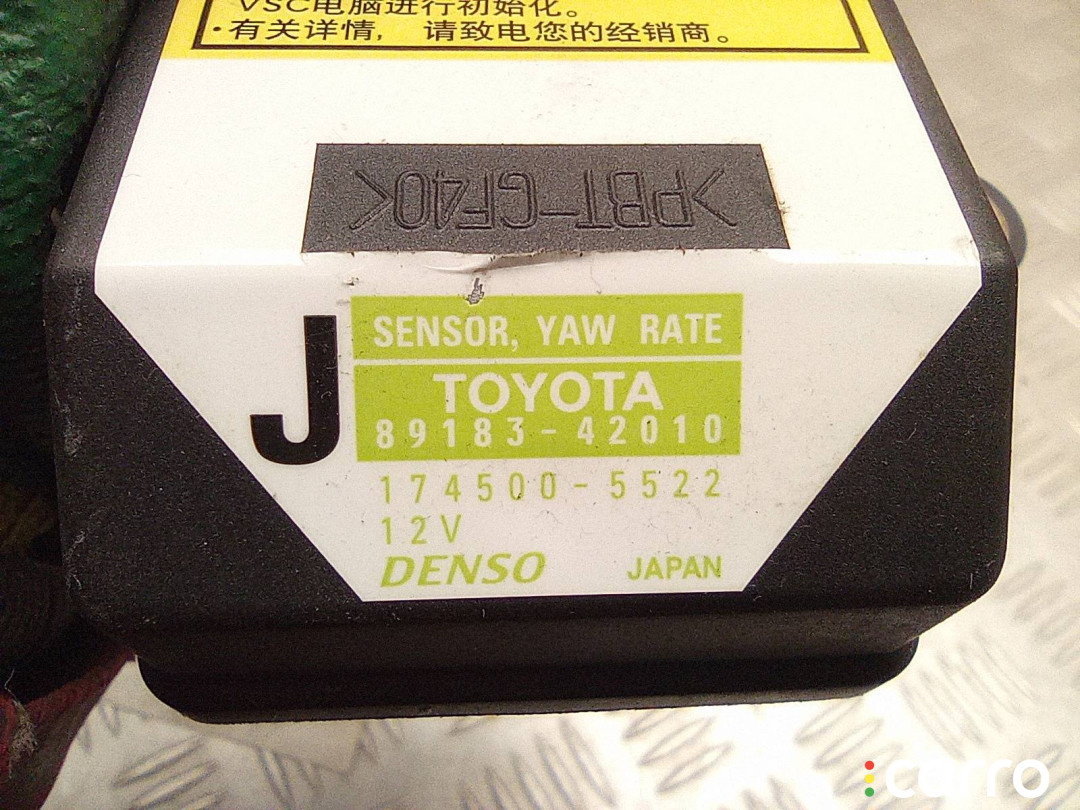 VSC电脑进行初始化。
·有关详情，请致电您的经销商。
>PBT-GF40<
J
SENSOR, YAW RATE
TOYOTA
89183-42010
174500-5522
12V
DENSO JAPAN
carro